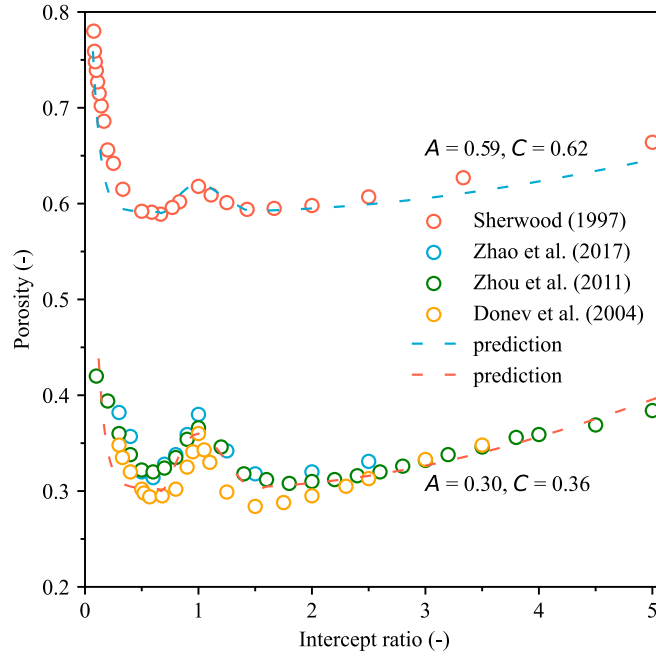 0.8
0.7
0.6
0.5
0.4
0.3
0.2
Porosity (-)
A = 0.59, C = 0.62
Sherwood (1997)
Zhao et al. (2017)
Zhou et al. (2011)
Donev et al. (2004)
prediction
prediction
A = 0.30, C = 0.36
0 1 2 3 4 5
Intercept ratio (-)